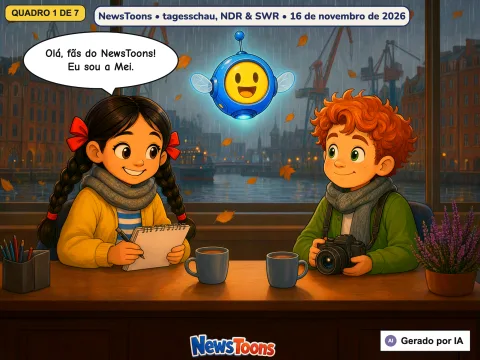 QUADRO 1 DE 7
NewsToons • tagesschau, NDR & SWR • 16 de novembro de 2026
Olá, fãs do NewsToons!
Eu sou a Mei.
NewsToons
AI Gerado por IA